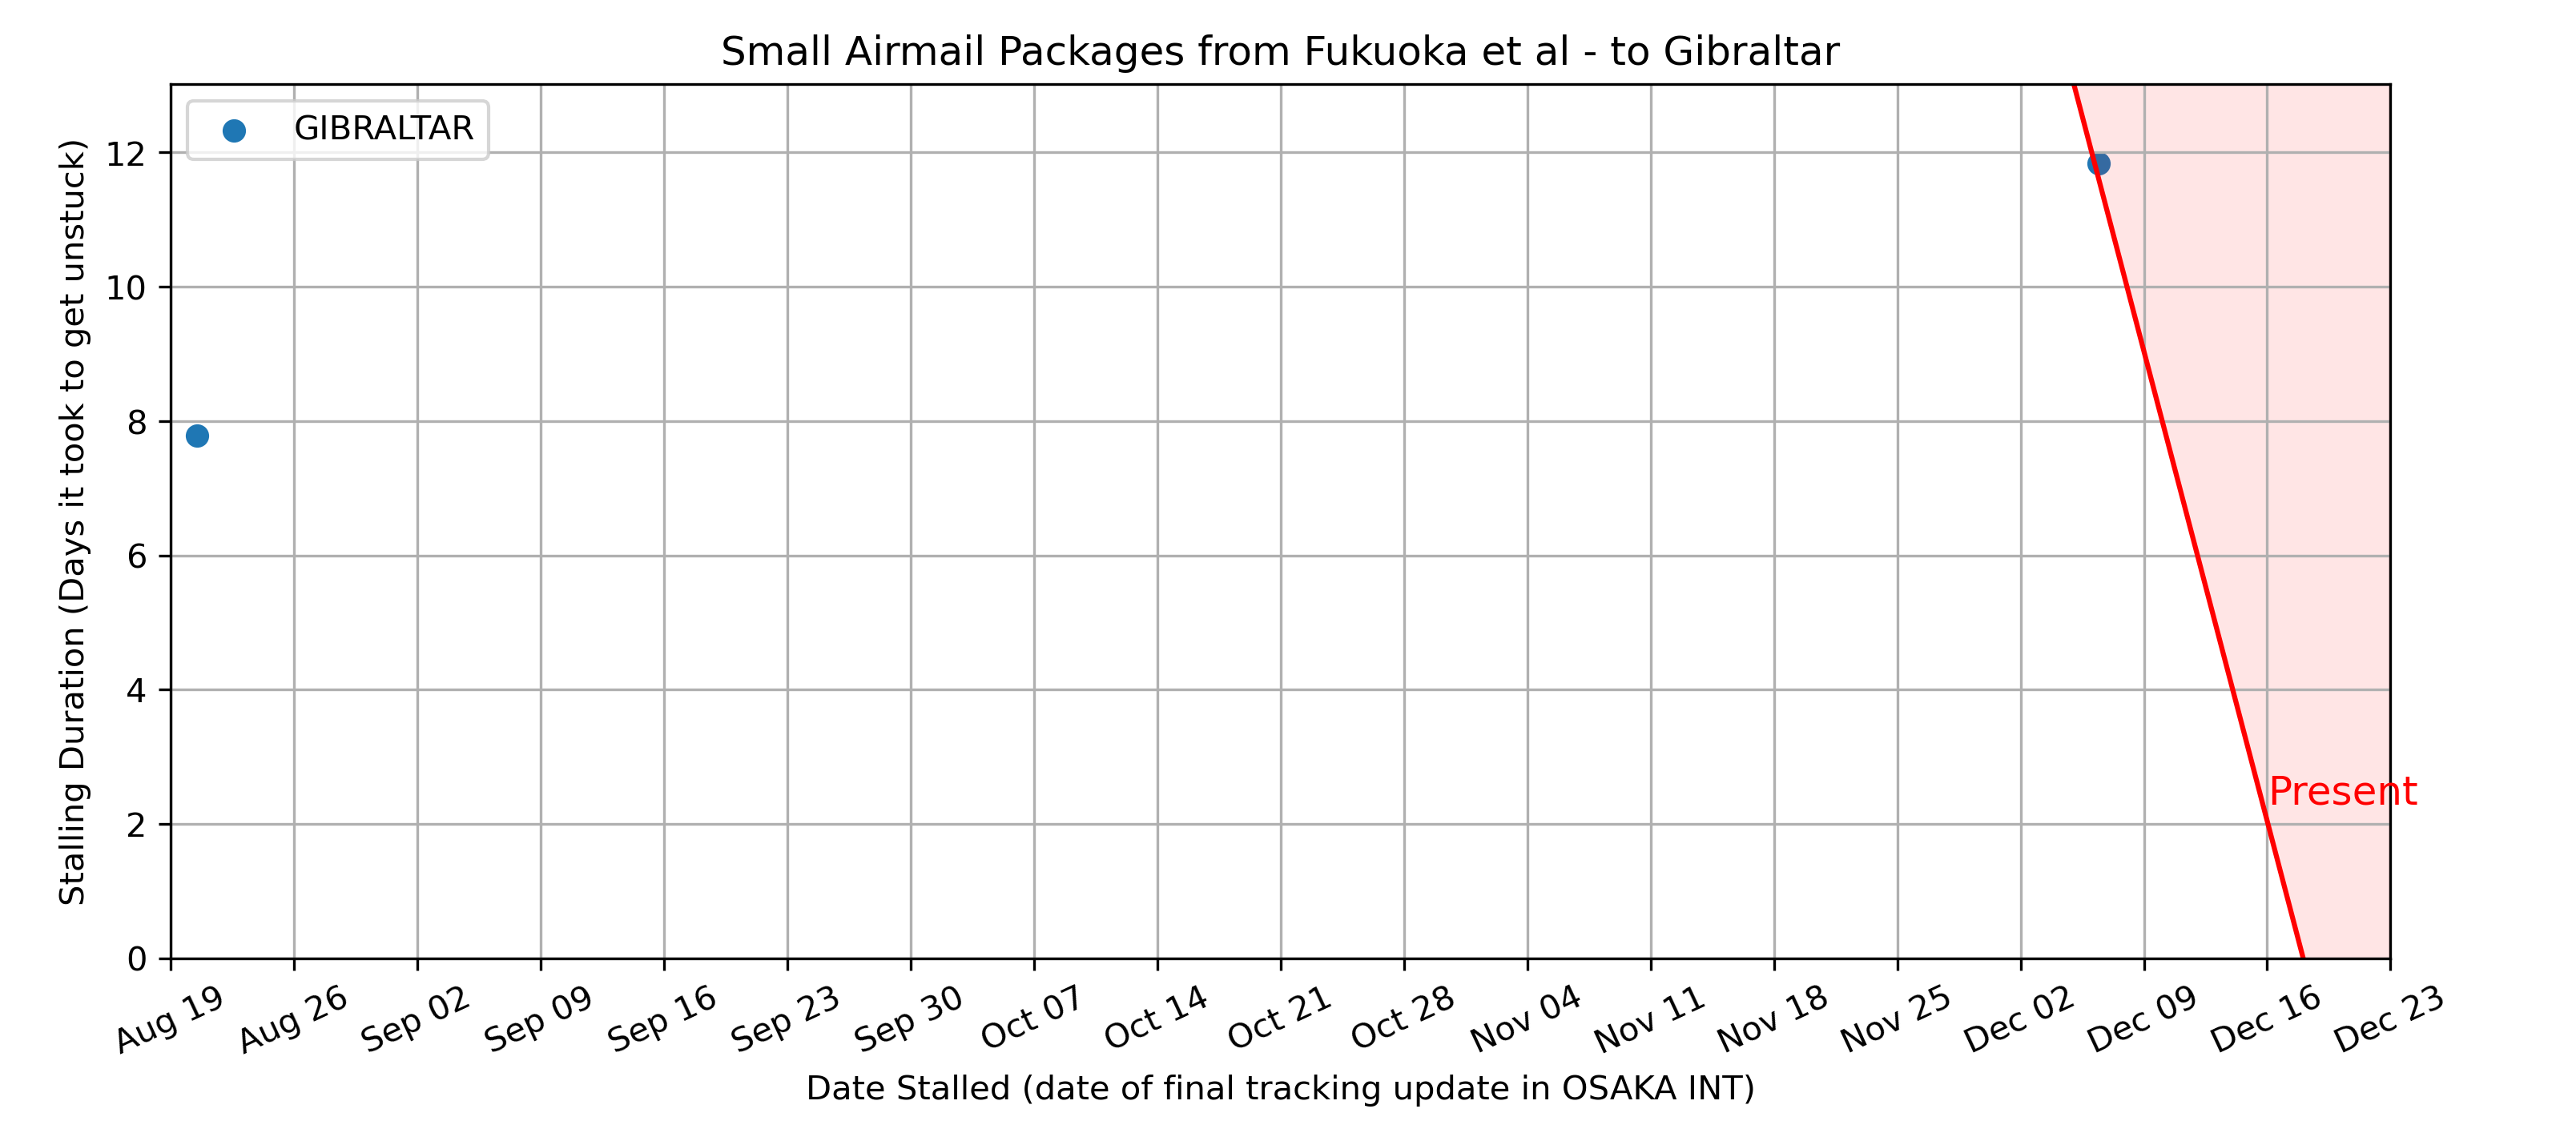 Small Airmail Packages from Fukuoka et al - to Gibraltar
GIBRALTAR
Stalling Duration (Days it took to get unstuck)
12
10
8
6
4
2
0
Present
Aug 19 Aug 26 Sep 02 Sep 09 Sep 16 Sep 23 Sep 30 Oct 07 Oct 14 Oct 21 Oct 28 Nov 04 Nov 11 Nov 18 Nov 25 Dec 02 Dec 09 Dec 16 Dec 23
Date Stalled (date of final tracking update in OSAKA INT)